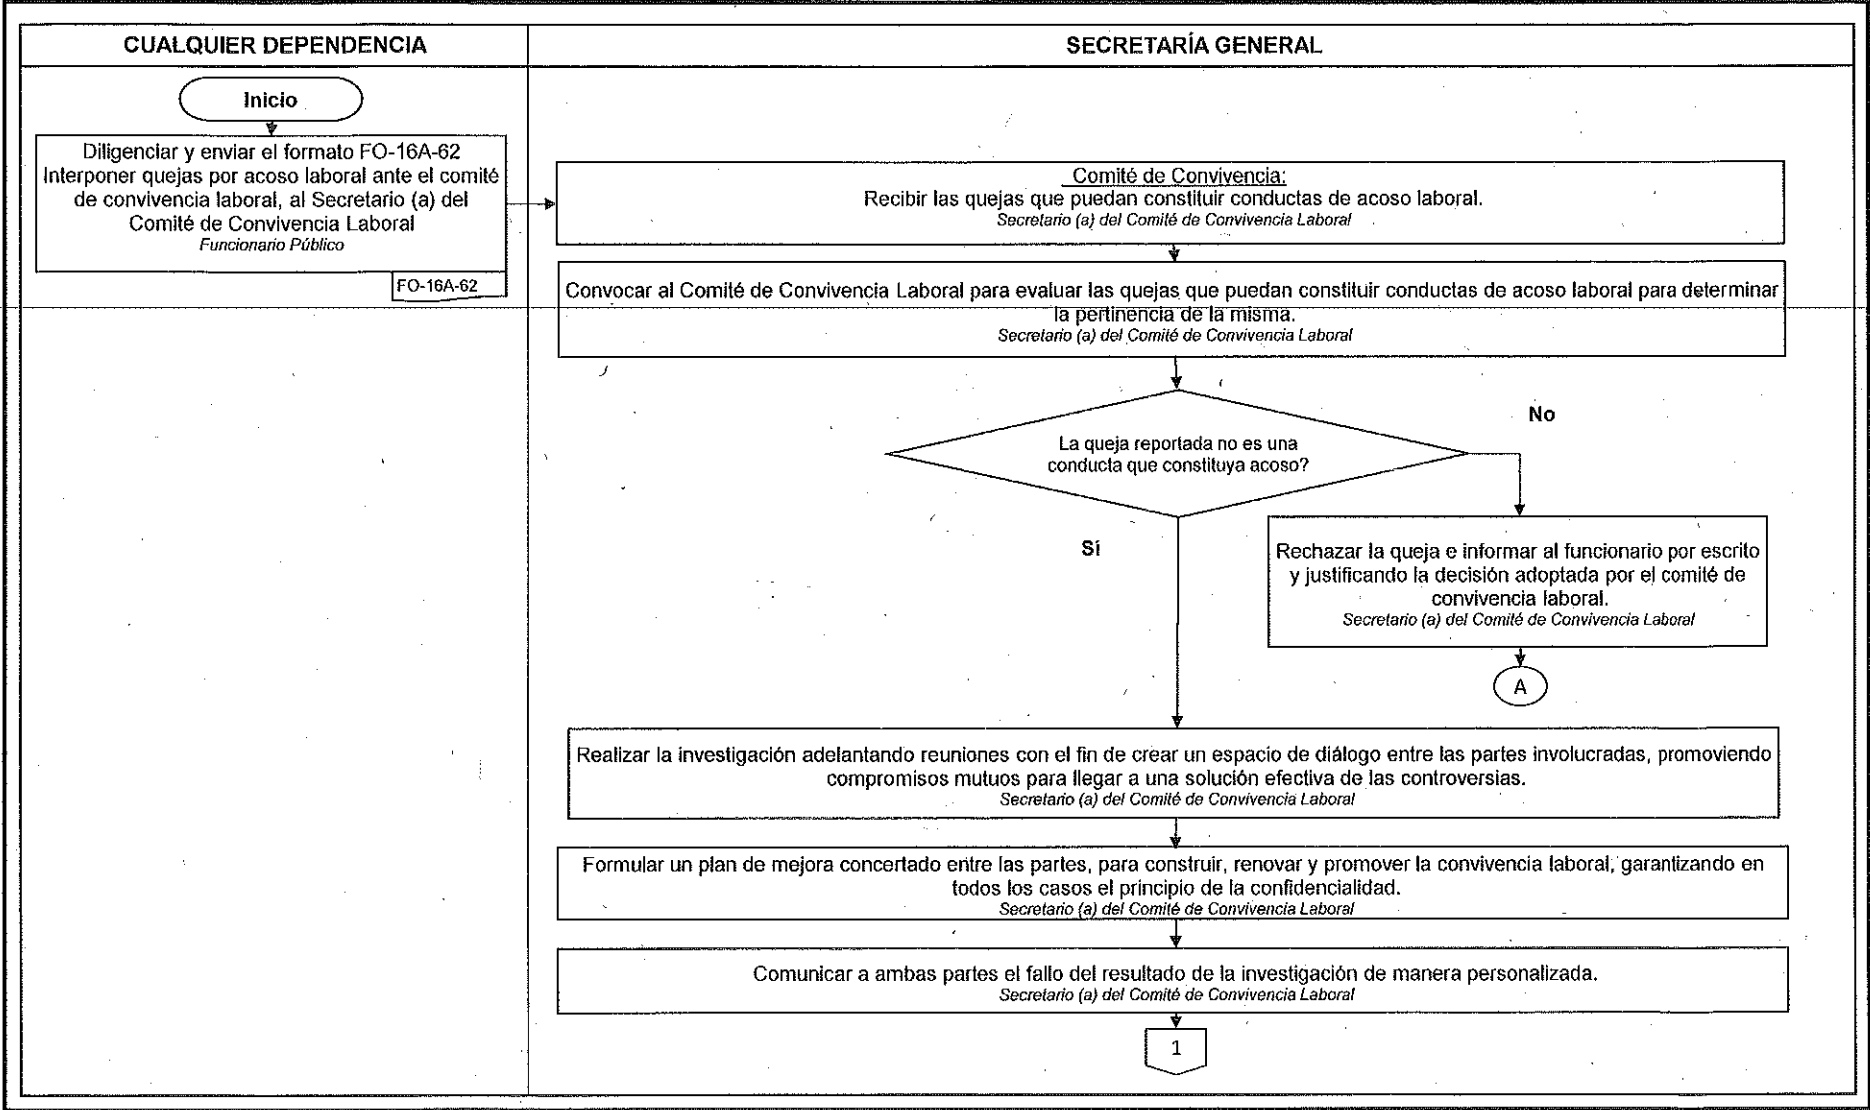 CUALQUIER DEPENDENCIA
SECRETARÍA GENERAL
Inicio
Diligenciar y enviar el formato FO-16A-62
Interponer quejas por acoso laboral ante el comité
de convivencia laboral, al Secretario (a) del
Comité de Convivencia Laboral
Funcionario Público
FO-16A-62
Comité de Convivencia:
Recibir las quejas que puedan constituir conductas de acoso laboral.
Secretario (a) del Comité de Convivencia Laboral
Convocar al Comité de Convivencia Laboral para evaluar las quejas que puedan constituir conductas de acoso laboral para determinar
la pertinencia de la misma.
Secretario (a) del Comité de Convivencia Laboral
La queja reportada no es una
conducta que constituya acoso?
No
Sí
Rechazar la queja e informar al funcionario por escrito
y justificando la decisión adoptada por el comité de
convivencia laboral.
Secretario (a) del Comité de Convivencia Laboral
A
Realizar la investigación adelantando reuniones con el fin de crear un espacio de diálogo entre las partes involucradas, promoviendo
compromisos mutuos para llegar a una solución efectiva de las controversias.
Secretario (a) del Comité de Convivencia Laboral
Formular un plan de mejora concertado entre las partes, para construir, renovar y promover la convivencia laboral, garantizando en
todos los casos el principio de la confidencialidad.
Secretario (a) del Comité de Convivencia Laboral
Comunicar a ambas partes el fallo del resultado de la investigación de manera personalizada.
Secretario (a) del Comité de Convivencia Laboral
1